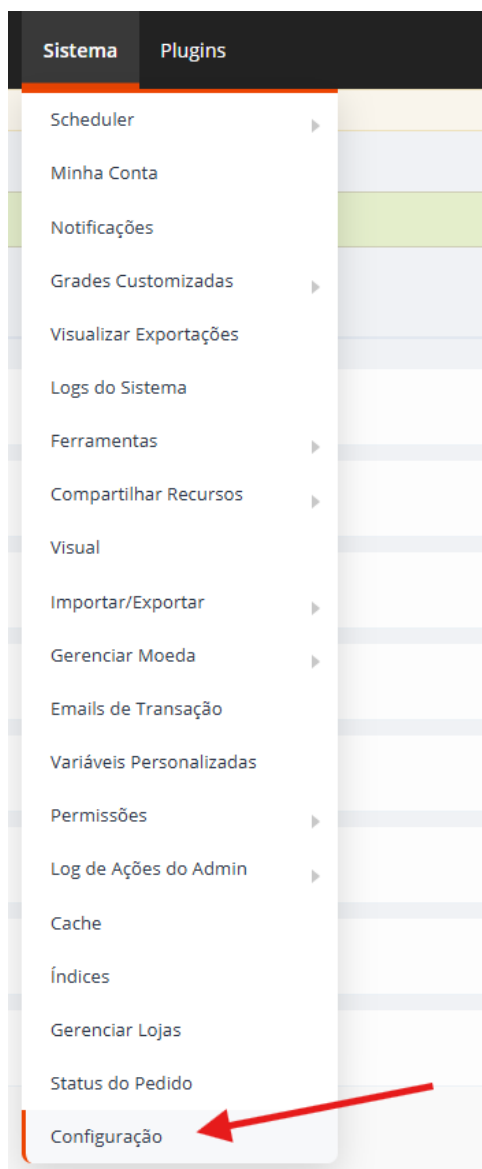 Sistema Plugins
Scheduler
Minha Conta
Notificações
Grades Customizadas
Visualizar Exportações
Logs do Sistema
Ferramentas
Compartilhar Recursos
Visual
Importar/Exportar
Gerenciar Moeda
Emails de Transação
Variáveis Personalizadas
Permissões
Log de Ações do Admin
Cache
Índices
Gerenciar Lojas
Status do Pedido
Configuração